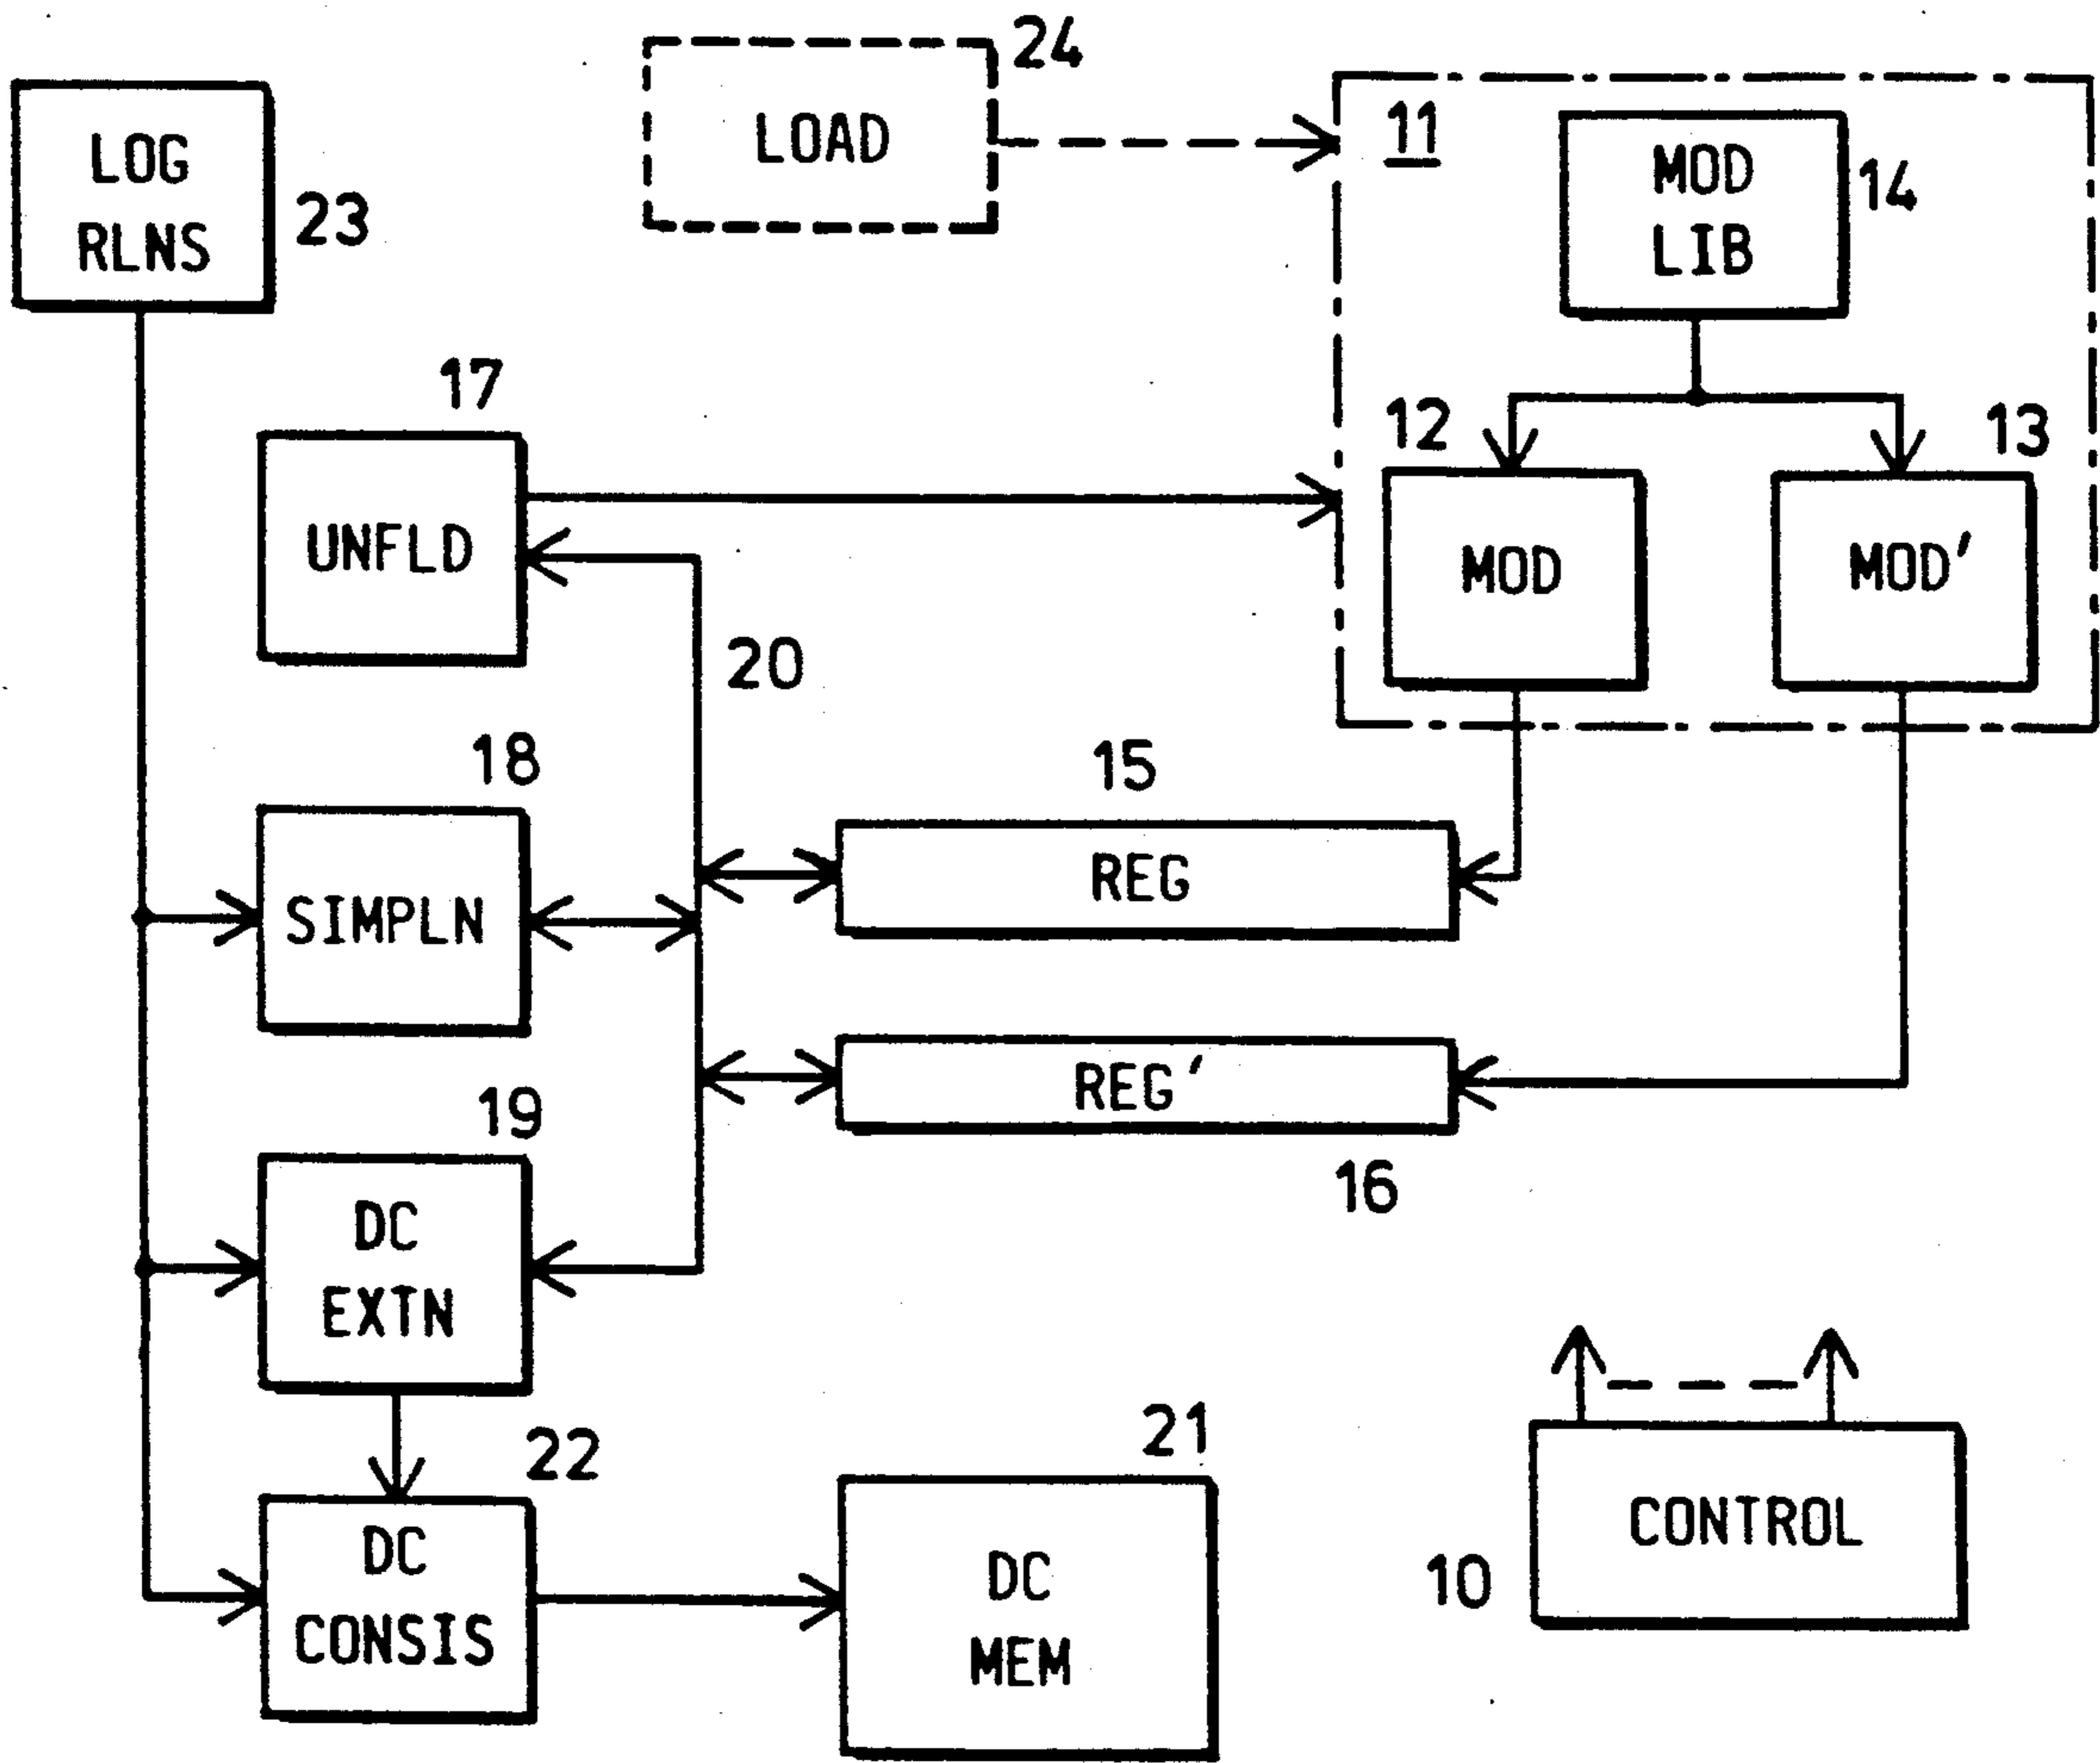 24
LOG
RLNS
23
LOAD
11
MOD
LIB
14
17
12
13
UNFLD
MOD
MOD'
20
18
15
SIMPLN
REG
19
REG'
16
DC
EXTN
22
21
DC
CONSIS
DC
MEM
CONTROL
10